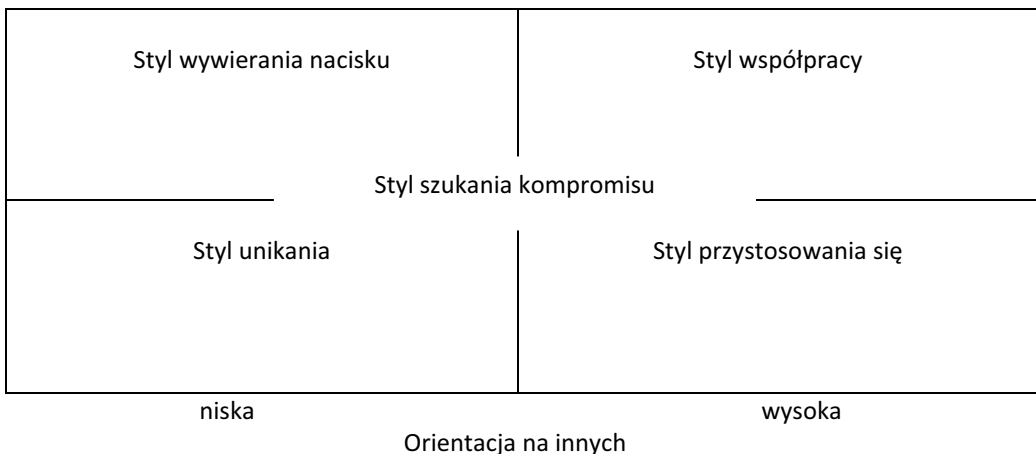 Styl wywierania nacisku
Styl współpracy
Styl szukania kompromisu
Styl unikania
Styl przystosowania się
niska
wysoka
Orientacja na innych